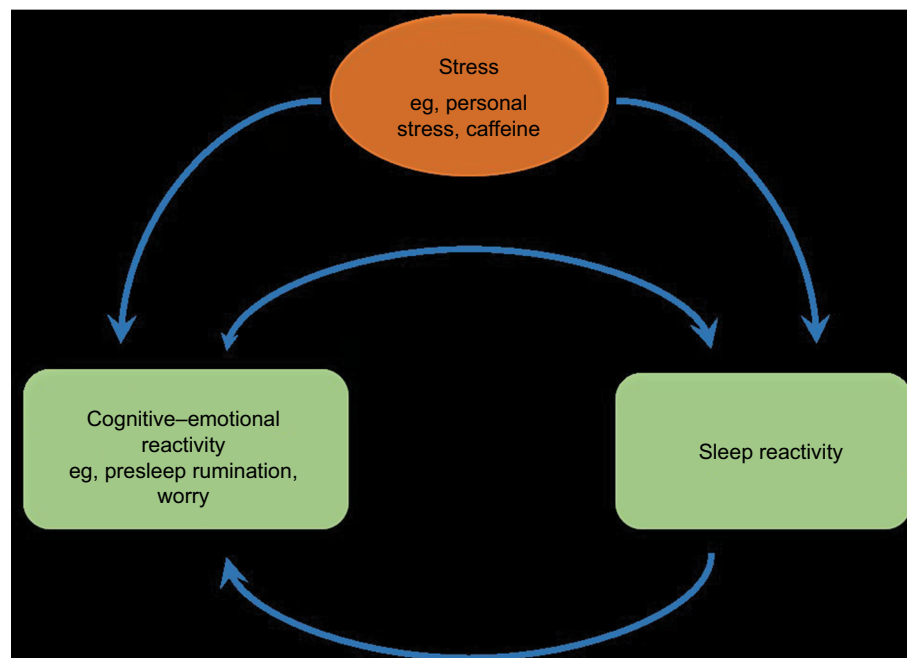 Stress
eg, personal
stress, caffeine
Cognitive–emotional
reactivity
eg, presleep rumination,
worry
Sleep reactivity